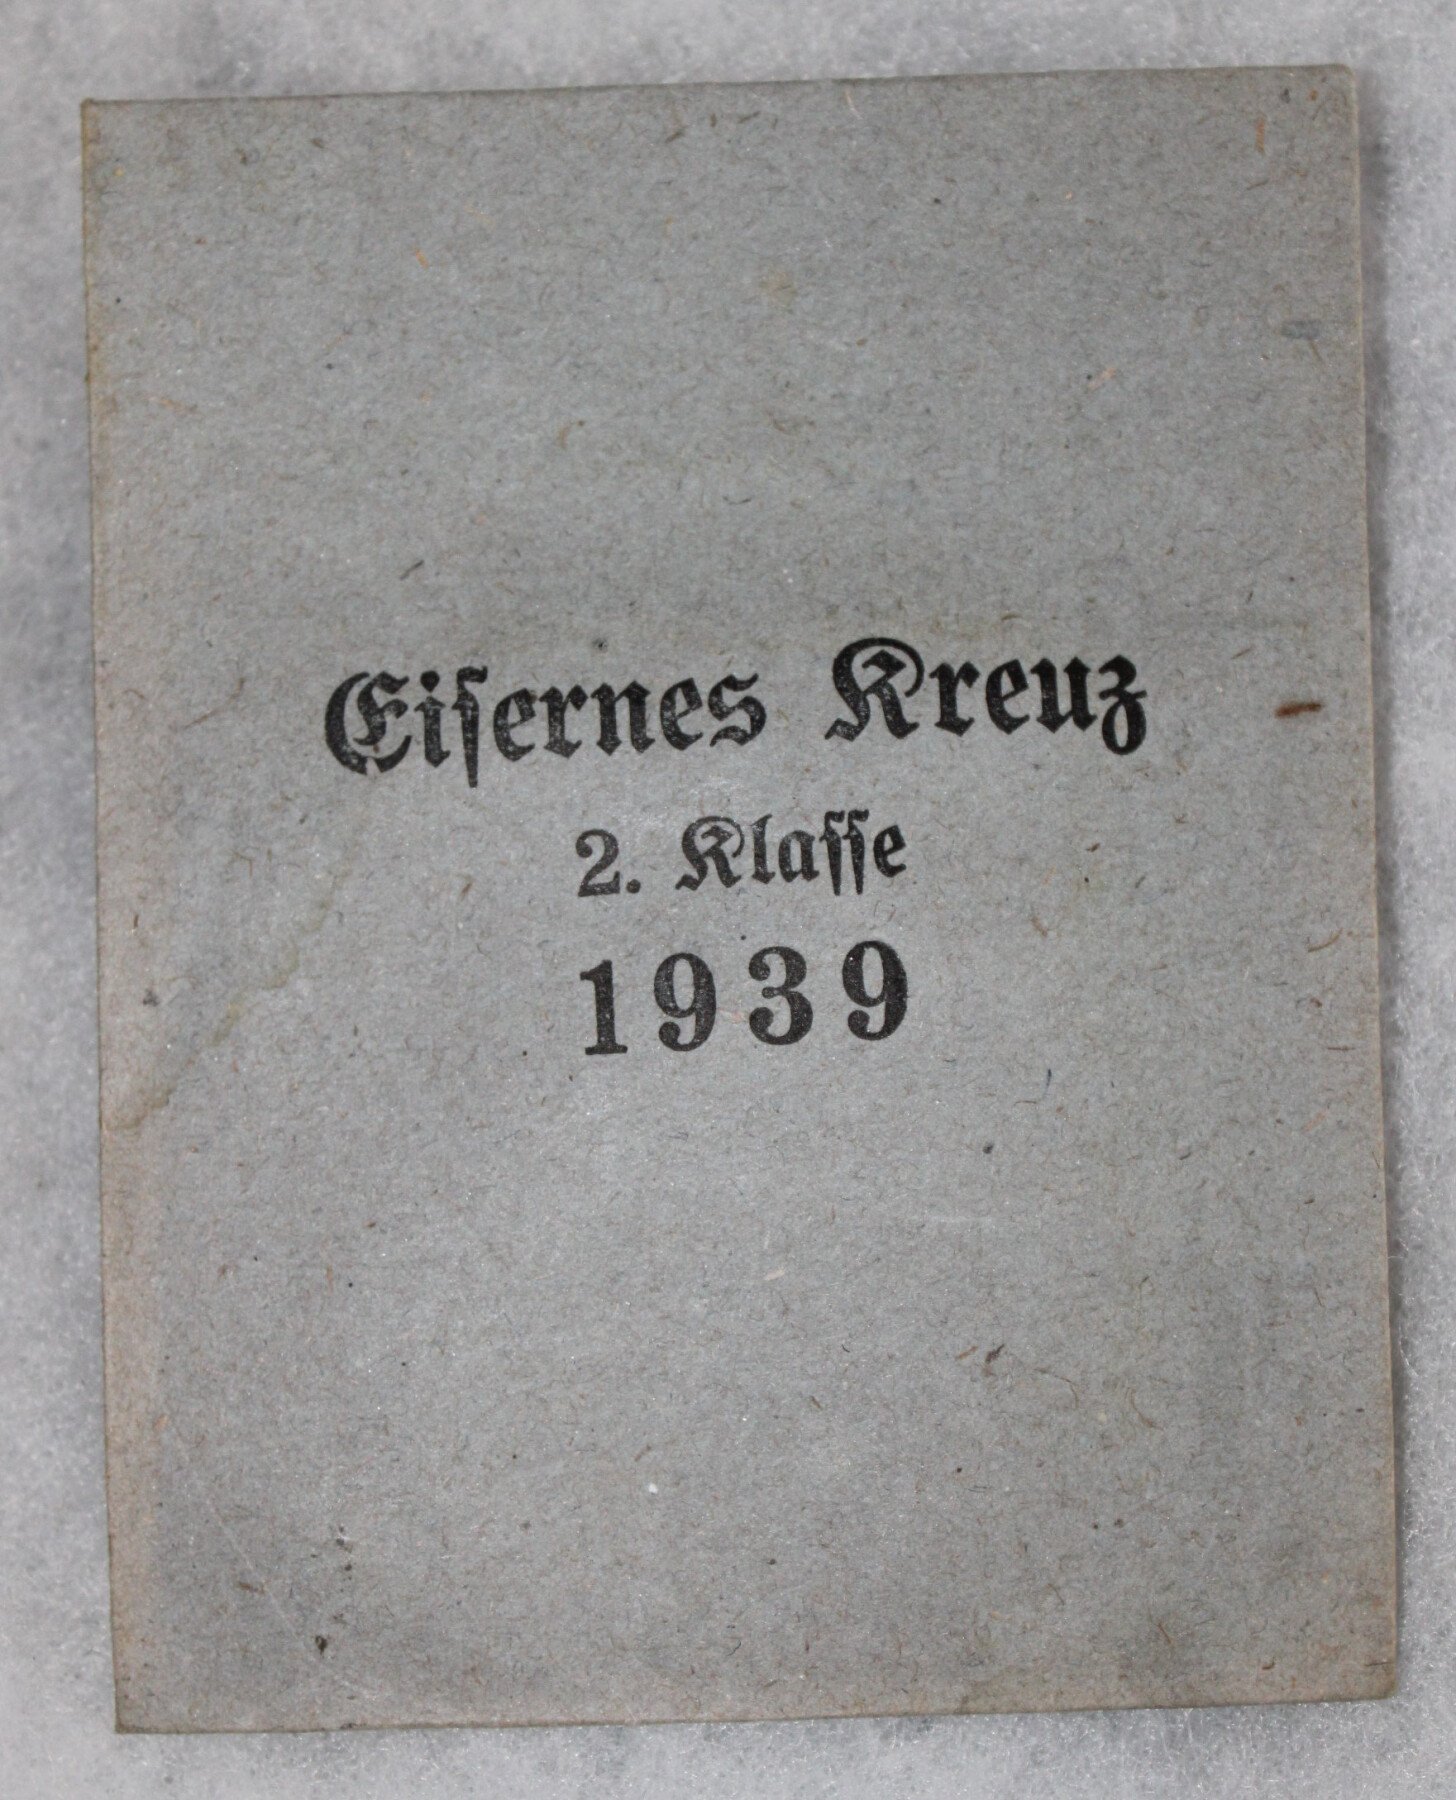 Eiſernes Kreuz
2. Klaſſe
1939